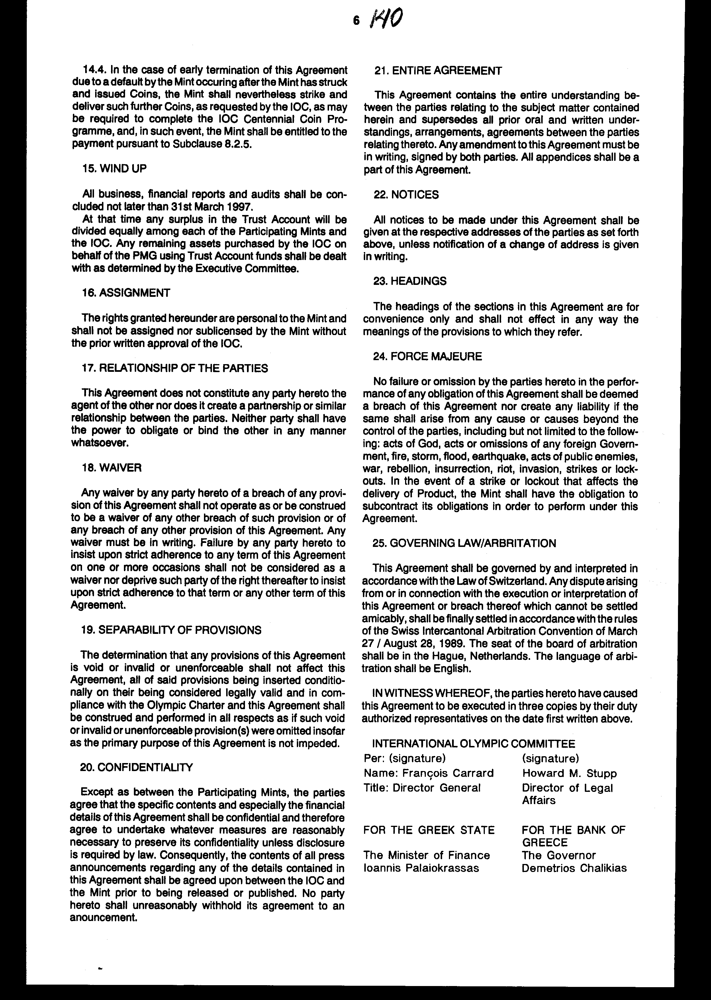 6 140
14.4. In the case of early termination of this Agreement
due to a default by the Mint occuring after the Mint has struck
and issued Coins, the Mint shall nevertheless strike and
deliver such further Coins, as requested by the IOC, as may
be required to complete the IOC Centennial Coin Pro-
gramme, and, in such event, the Mint shall be entitled to the
payment pursuant to Subclause 8.2.5.
15. WIND UP
All business, financial reports and audits shall be con-
cluded not later than 31st March 1997.
At that time any surplus in the Trust Account will be
divided equally among each of the Participating Mints and
the IOC. Any remaining assets purchased by the IOC on
behalf of the PMG using Trust Account funds shall be dealt
with as determined by the Executive Committee.
16. ASSIGNMENT
The rights granted hereunder are personal to the Mint and
shall not be assigned nor sublicensed by the Mint without
the prior written approval of the IOC.
17. RELATIONSHIP OF THE PARTIES
This Agreement does not constitute any party hereto the
agent of the other nor does it create a partnership or similar
relationship between the parties. Neither party shall have
the power to obligate or bind the other in any manner
whatsoever.
18. WAIVER
Any waiver by any party hereto of a breach of any provi-
sion of this Agreement shall not operate as or be construed
to be a waiver of any other breach of such provision or of
any breach of any other provision of this Agreement. Any
waiver must be in writing. Failure by any party hereto to
insist upon strict adherence to any term of this Agreement
on one or more occasions shall not be considered as a
waiver nor deprive such party of the right thereafter to insist
upon strict adherence to that term or any other term of this
Agreement.
19. SEPARABILITY OF PROVISIONS
The determination that any provisions of this Agreement
is void or invalid or unenforceable shall not affect this
Agreement, all of said provisions being inserted conditio-
nally on their being considered legally valid and in com-
pliance with the Olympic Charter and this Agreement shall
be construed and performed in all respects as if such void
or invalid or unenforceable provision(s) were omitted insofar
as the primary purpose of this Agreement is not impeded.
20. CONFIDENTIALITY
Except as between the Participating Mints, the parties
agree that the specific contents and especially the financial
details of this Agreement shall be confidential and therefore
agree to undertake whatever measures are reasonably
necessary to preserve its confidentiality unless disclosure
is required by law. Consequently, the contents of all press
announcements regarding any of the details contained in
this Agreement shall be agreed upon between the IOC and
the Mint prior to being released or published. No party
hereto shall unreasonably withhold its agreement to an
anouncement.
21. ENTIRE AGREEMENT
This Agreement contains the entire understanding be-
tween the parties relating to the subject matter contained
herein and supersedes all prior oral and written under-
standings, arrangements, agreements between the parties
relating thereto. Any amendment to this Agreement must be
in writing, signed by both parties. All appendices shall be a
part of this Agreement.
22. NOTICES
All notices to be made under this Agreement shall be
given at the respective addresses of the parties as set forth
above, unless notification of a change of address is given
in writing.
23. HEADINGS
The headings of the sections in this Agreement are for
convenience only and shall not effect in any way the
meanings of the provisions to which they refer.
24. FORCE MAJEURE
No failure or omission by the parties hereto in the perfor-
mance of any obligation of this Agreement shall be deemed
a breach of this Agreement nor create any liability if the
same shall arise from any cause or causes beyond the
control of the parties, including but not limited to the follow-
ing: acts of God, acts or omissions of any foreign Govern-
ment, fire, storm, flood, earthquake, acts of public enemies,
war, rebellion, insurrection, riot, invasion, strikes or lock-
outs. In the event of a strike or lockout that affects the
delivery of Product, the Mint shall have the obligation to
subcontract its obligations in order to perform under this
Agreement.
25. GOVERNING LAW/ARBRITATION
This Agreement shall be governed by and interpreted in
accordance with the Law of Switzerland. Any dispute arising
from or in connection with the execution or interpretation of
this Agreement or breach thereof which cannot be settled
amicably, shall be finally settled in accordance with the rules
of the Swiss Intercantonal Arbitration Convention of March
27 / August 28, 1989. The seat of the board of arbitration
shall be in the Hague, Netherlands. The language of arbi-
tration shall be English.
IN WITNESS WHEREOF, the parties hereto have caused
this Agreement to be executed in three copies by their duty
authorized representatives on the date first written above.
INTERNATIONAL OLYMPIC COMMITTEE
Per: (signature) (signature)
Name: François Carrard Howard M. Stupp
Title: Director General Director of Legal
Affairs
FOR THE GREEK STATE FOR THE BANK OF
GREECE
The Minister of Finance The Governor
Ioannis Palaiokrassas Demetrios Chalikias